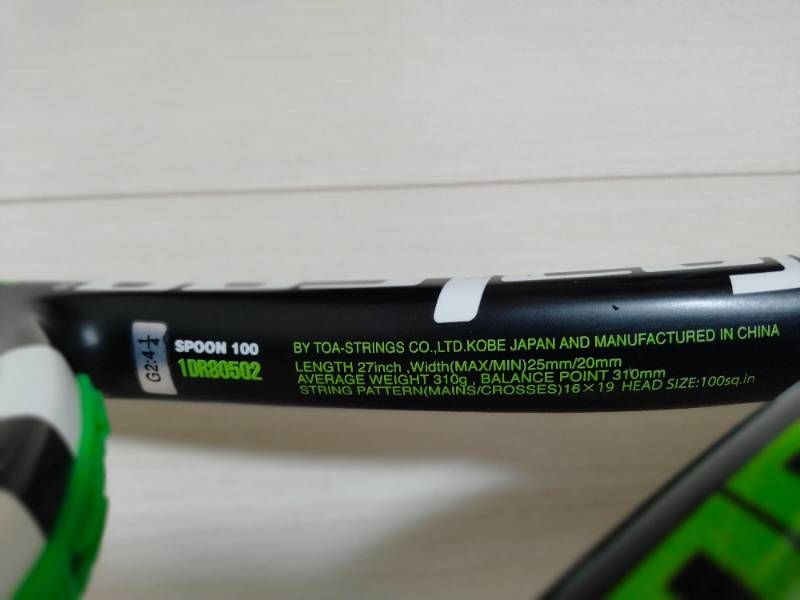 G2:4 1/4
SPOON 100
1DR80502
BY TOA-STRINGS CO.,LTD.KOBE JAPAN AND MANUFACTURED IN CHINA
LENGTH 27inch ,Width(MAX/MIN)25mm/20mm
AVERAGE WEIGHT 310g , BALANCE POINT 310mm
STRING PATTERN(MAINS/CROSSES)16×19 HEAD SIZE:100sq.in